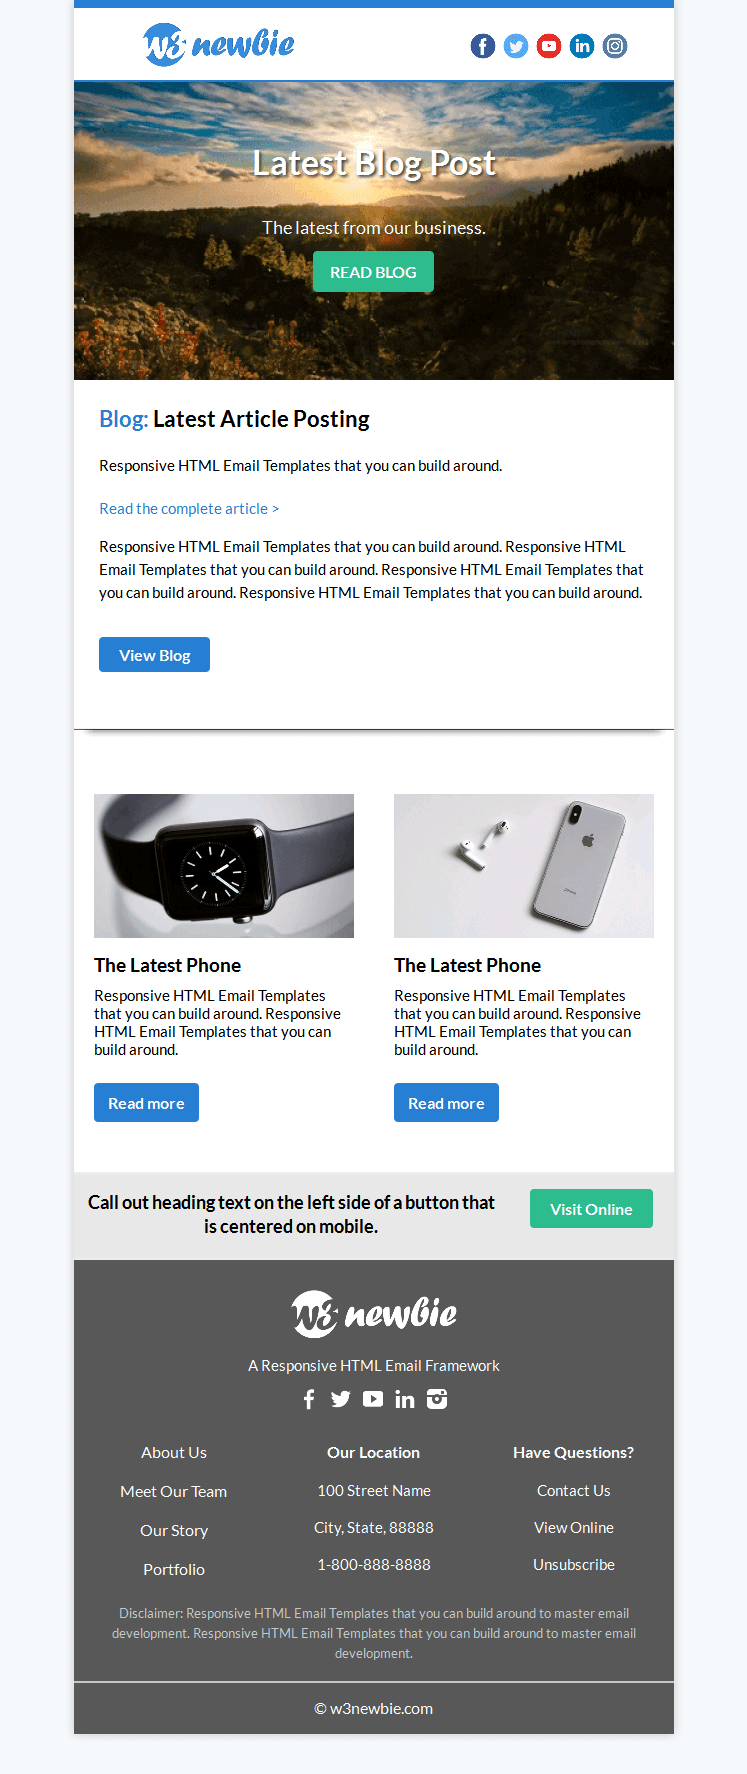 w3 newbie
Latest Blog Post
The latest from our business.
READ BLOG
Blog: Latest Article Posting
Responsive HTML Email Templates that you can build around.
Read the complete article >
Responsive HTML Email Templates that you can build around. Responsive HTML
Email Templates that you can build around. Responsive HTML Email Templates that
you can build around. Responsive HTML Email Templates that you can build around.
View Blog
The Latest Phone
Responsive HTML Email Templates
that you can build around. Responsive
HTML Email Templates that you can
build around.
Read more
The Latest Phone
Responsive HTML Email Templates
that you can build around. Responsive
HTML Email Templates that you can
build around.
Read more
Call out heading text on the left side of a button that
is centered on mobile.
Visit Online
w3 newbie
A Responsive HTML Email Framework
About Us
Meet Our Team
Our Story
Portfolio
Our Location
100 Street Name
City, State, 88888
1-800-888-8888
Have Questions?
Contact Us
View Online
Unsubscribe
Disclaimer: Responsive HTML Email Templates that you can build around to master email
development. Responsive HTML Email Templates that you can build around to master email
development.
© w3newbie.com